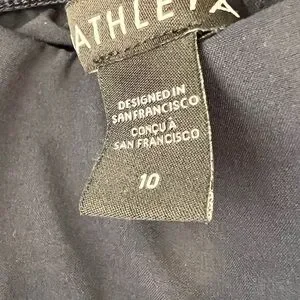 ATHLETA
DESIGNED IN
SAN FRANCISCO
CONÇU À
SAN FRANCISCO
10